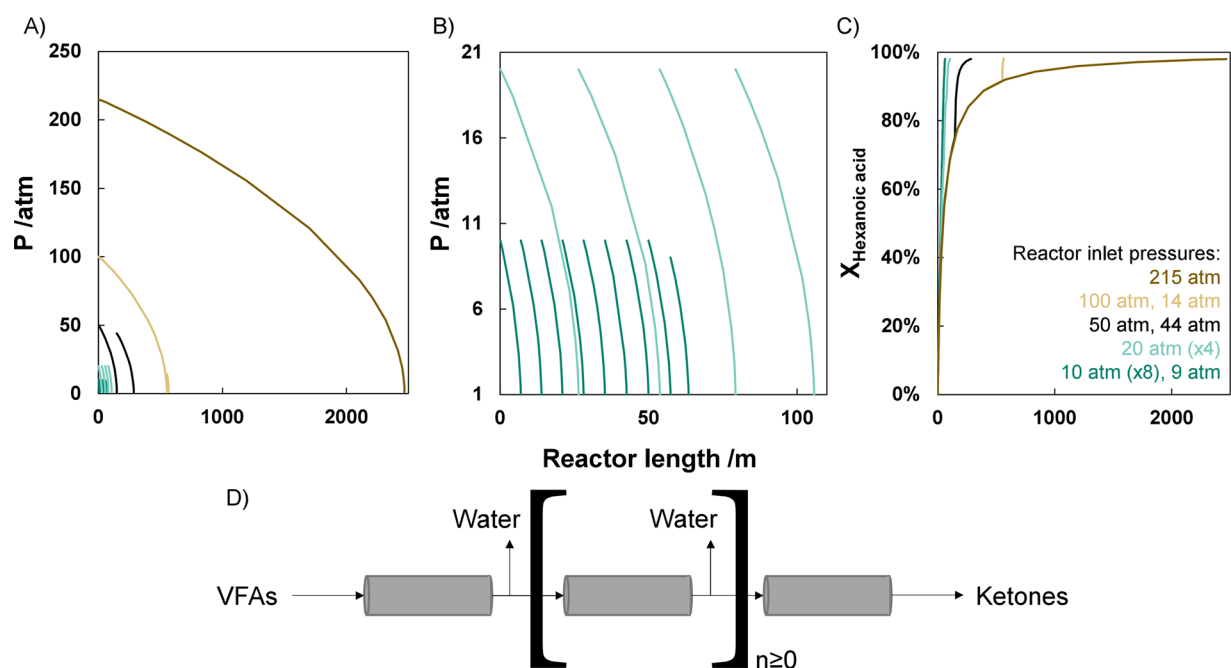 A)
250
200
150
100
50
0
P /atm
0
1000
2000
B)
21
16
11
6
1
P /atm
0
50
100
Reactor length /m
C)
100%
80%
60%
40%
20%
0%
X Hexanoic acid
0
1000
2000
Reactor inlet pressures:
215 atm
100 atm, 14 atm
50 atm, 44 atm
20 atm (x4)
10 atm (x8), 9 atm
D)
Water
Water
VFAs
Ketones
n≥0